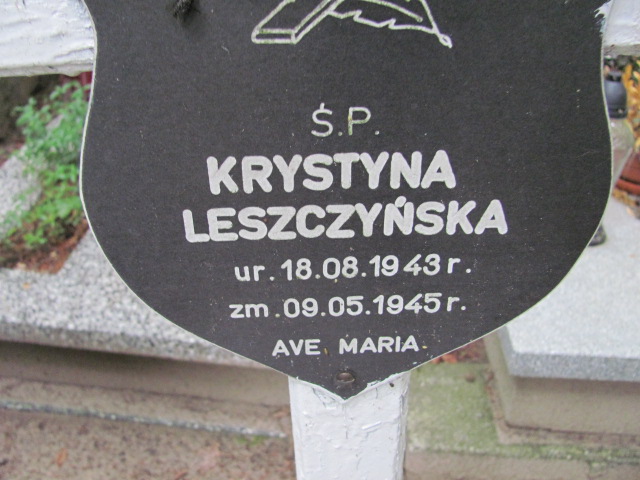 Ś.P.
KRYSTYNA
LESZCZYŃSKA
ur. 18.08.1943 r.
zm. 09.05.1945 r.
AVE MARIA